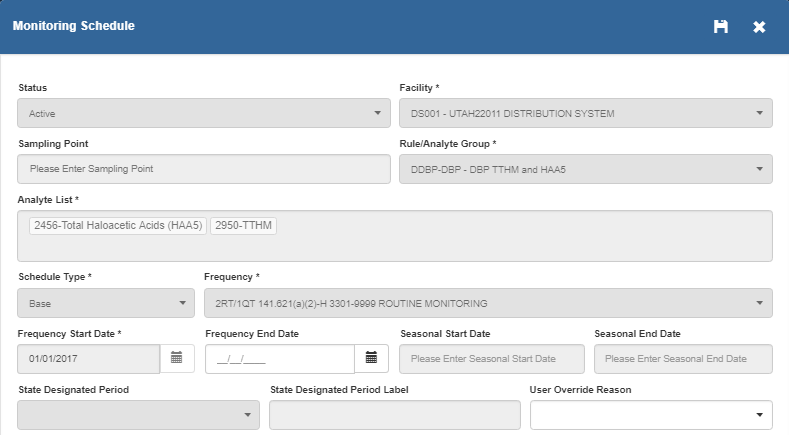 Monitoring Schedule
Status
Facility *
Active
DS001 - UTAH22011 DISTRIBUTION SYSTEM
Sampling Point
Rule/Analyte Group *
Please Enter Sampling Point
DDBP-DBP - DBP TTHM and HAA5
Analyte List *
2456-Total Haloacetic Acids (HAA5) 2950-TTHM
Schedule Type *
Frequency *
Base
2RT/1QT 141.621(a)(2)-H 3301-9999 ROUTINE MONITORING
Frequency Start Date *
Frequency End Date
Seasonal Start Date
Seasonal End Date
01/01/2017
__/__/____
Please Enter Seasonal Start Date
Please Enter Seasonal End Date
State Designated Period
State Designated Period Label
User Override Reason